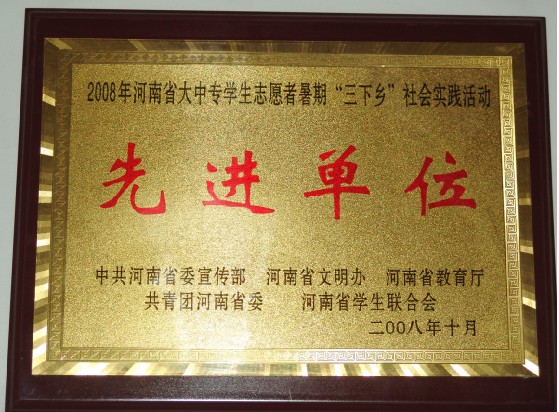 2008年河南省大中专学生志愿者暑期“三下乡”社会实践活动
先进单位
中共河南省委宣传部 河南省文明办 河南省教育厅
共青团河南省委 河南省学生联合会
二00八年十月